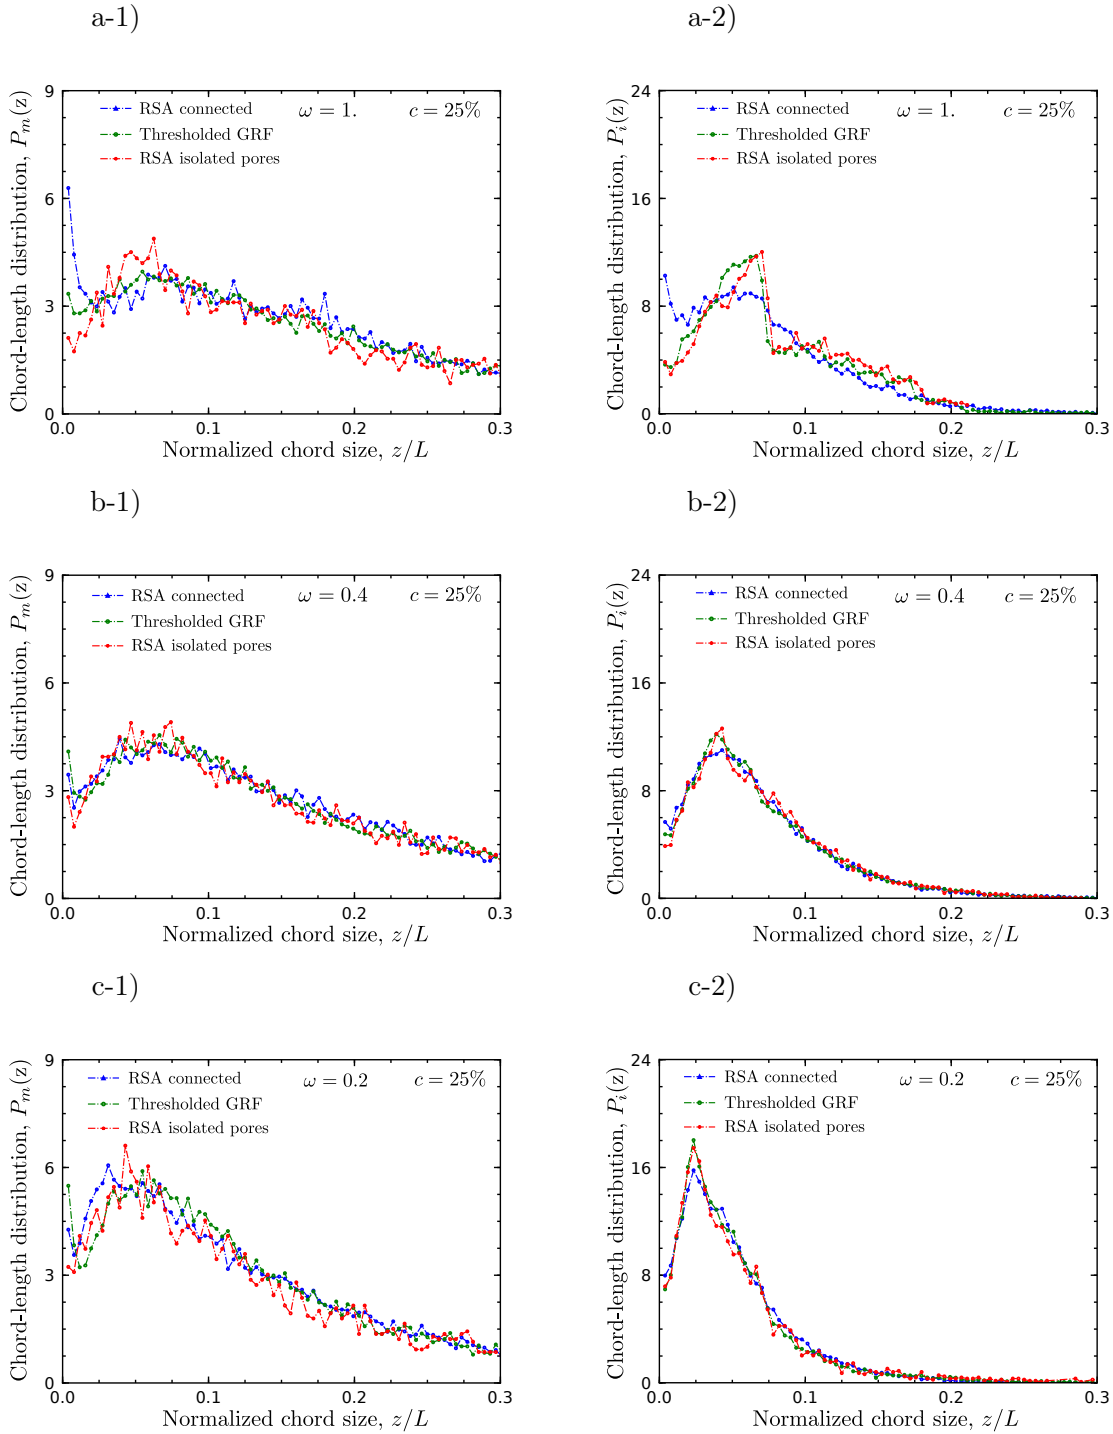 a-1)
Chord-length distribution, P_m(z)
9
6
3
0
RSA connected
Thresholded GRF
RSA isolated pores
ω = 1.
c = 25%
0.0 0.1 0.2 0.3
Normalized chord size, z/L
a-2)
Chord-length distribution, P_i(z)
24
16
8
0
RSA connected
Thresholded GRF
RSA isolated pores
ω = 1.
c = 25%
0.0 0.1 0.2 0.3
Normalized chord size, z/L
b-1)
Chord-length distribution, P_m(z)
9
6
3
0
RSA connected
Thresholded GRF
RSA isolated pores
ω = 0.4
c = 25%
0.0 0.1 0.2 0.3
Normalized chord size, z/L
b-2)
Chord-length distribution, P_i(z)
24
16
8
0
RSA connected
Thresholded GRF
RSA isolated pores
ω = 0.4
c = 25%
0.0 0.1 0.2 0.3
Normalized chord size, z/L
c-1)
Chord-length distribution, P_m(z)
9
6
3
0
RSA connected
Thresholded GRF
RSA isolated pores
ω = 0.2
c = 25%
0.0 0.1 0.2 0.3
Normalized chord size, z/L
c-2)
Chord-length distribution, P_i(z)
24
16
8
0
RSA connected
Thresholded GRF
RSA isolated pores
ω = 0.2
c = 25%
0.0 0.1 0.2 0.3
Normalized chord size, z/L